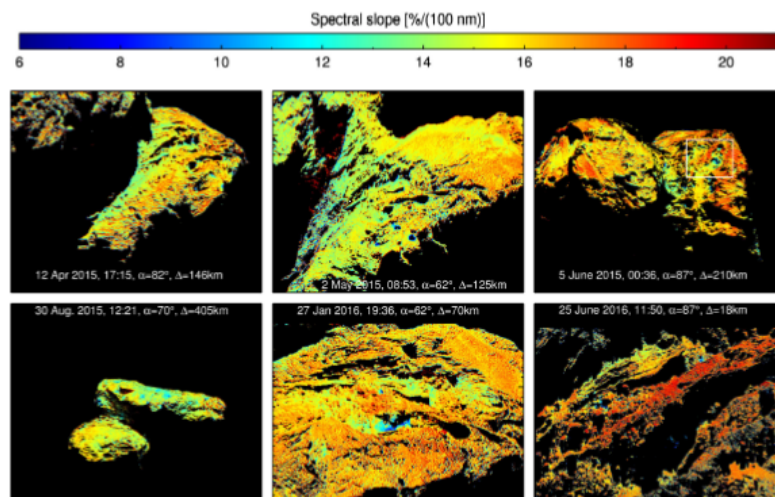 Spectral slope [%/(100 nm)]
6 8 10 12 14 16 18 20
12 Apr 2015, 17:15, α=82°, Δ=146km
2 May 2015, 08:53, α=62°, Δ=125km
5 June 2015, 00:36, α=87°, Δ=210km
30 Aug. 2015, 12:21, α=70°, Δ=405km
27 Jan 2016, 19:36, α=62°, Δ=70km
25 June 2016, 11:50, α=87°, Δ=18km